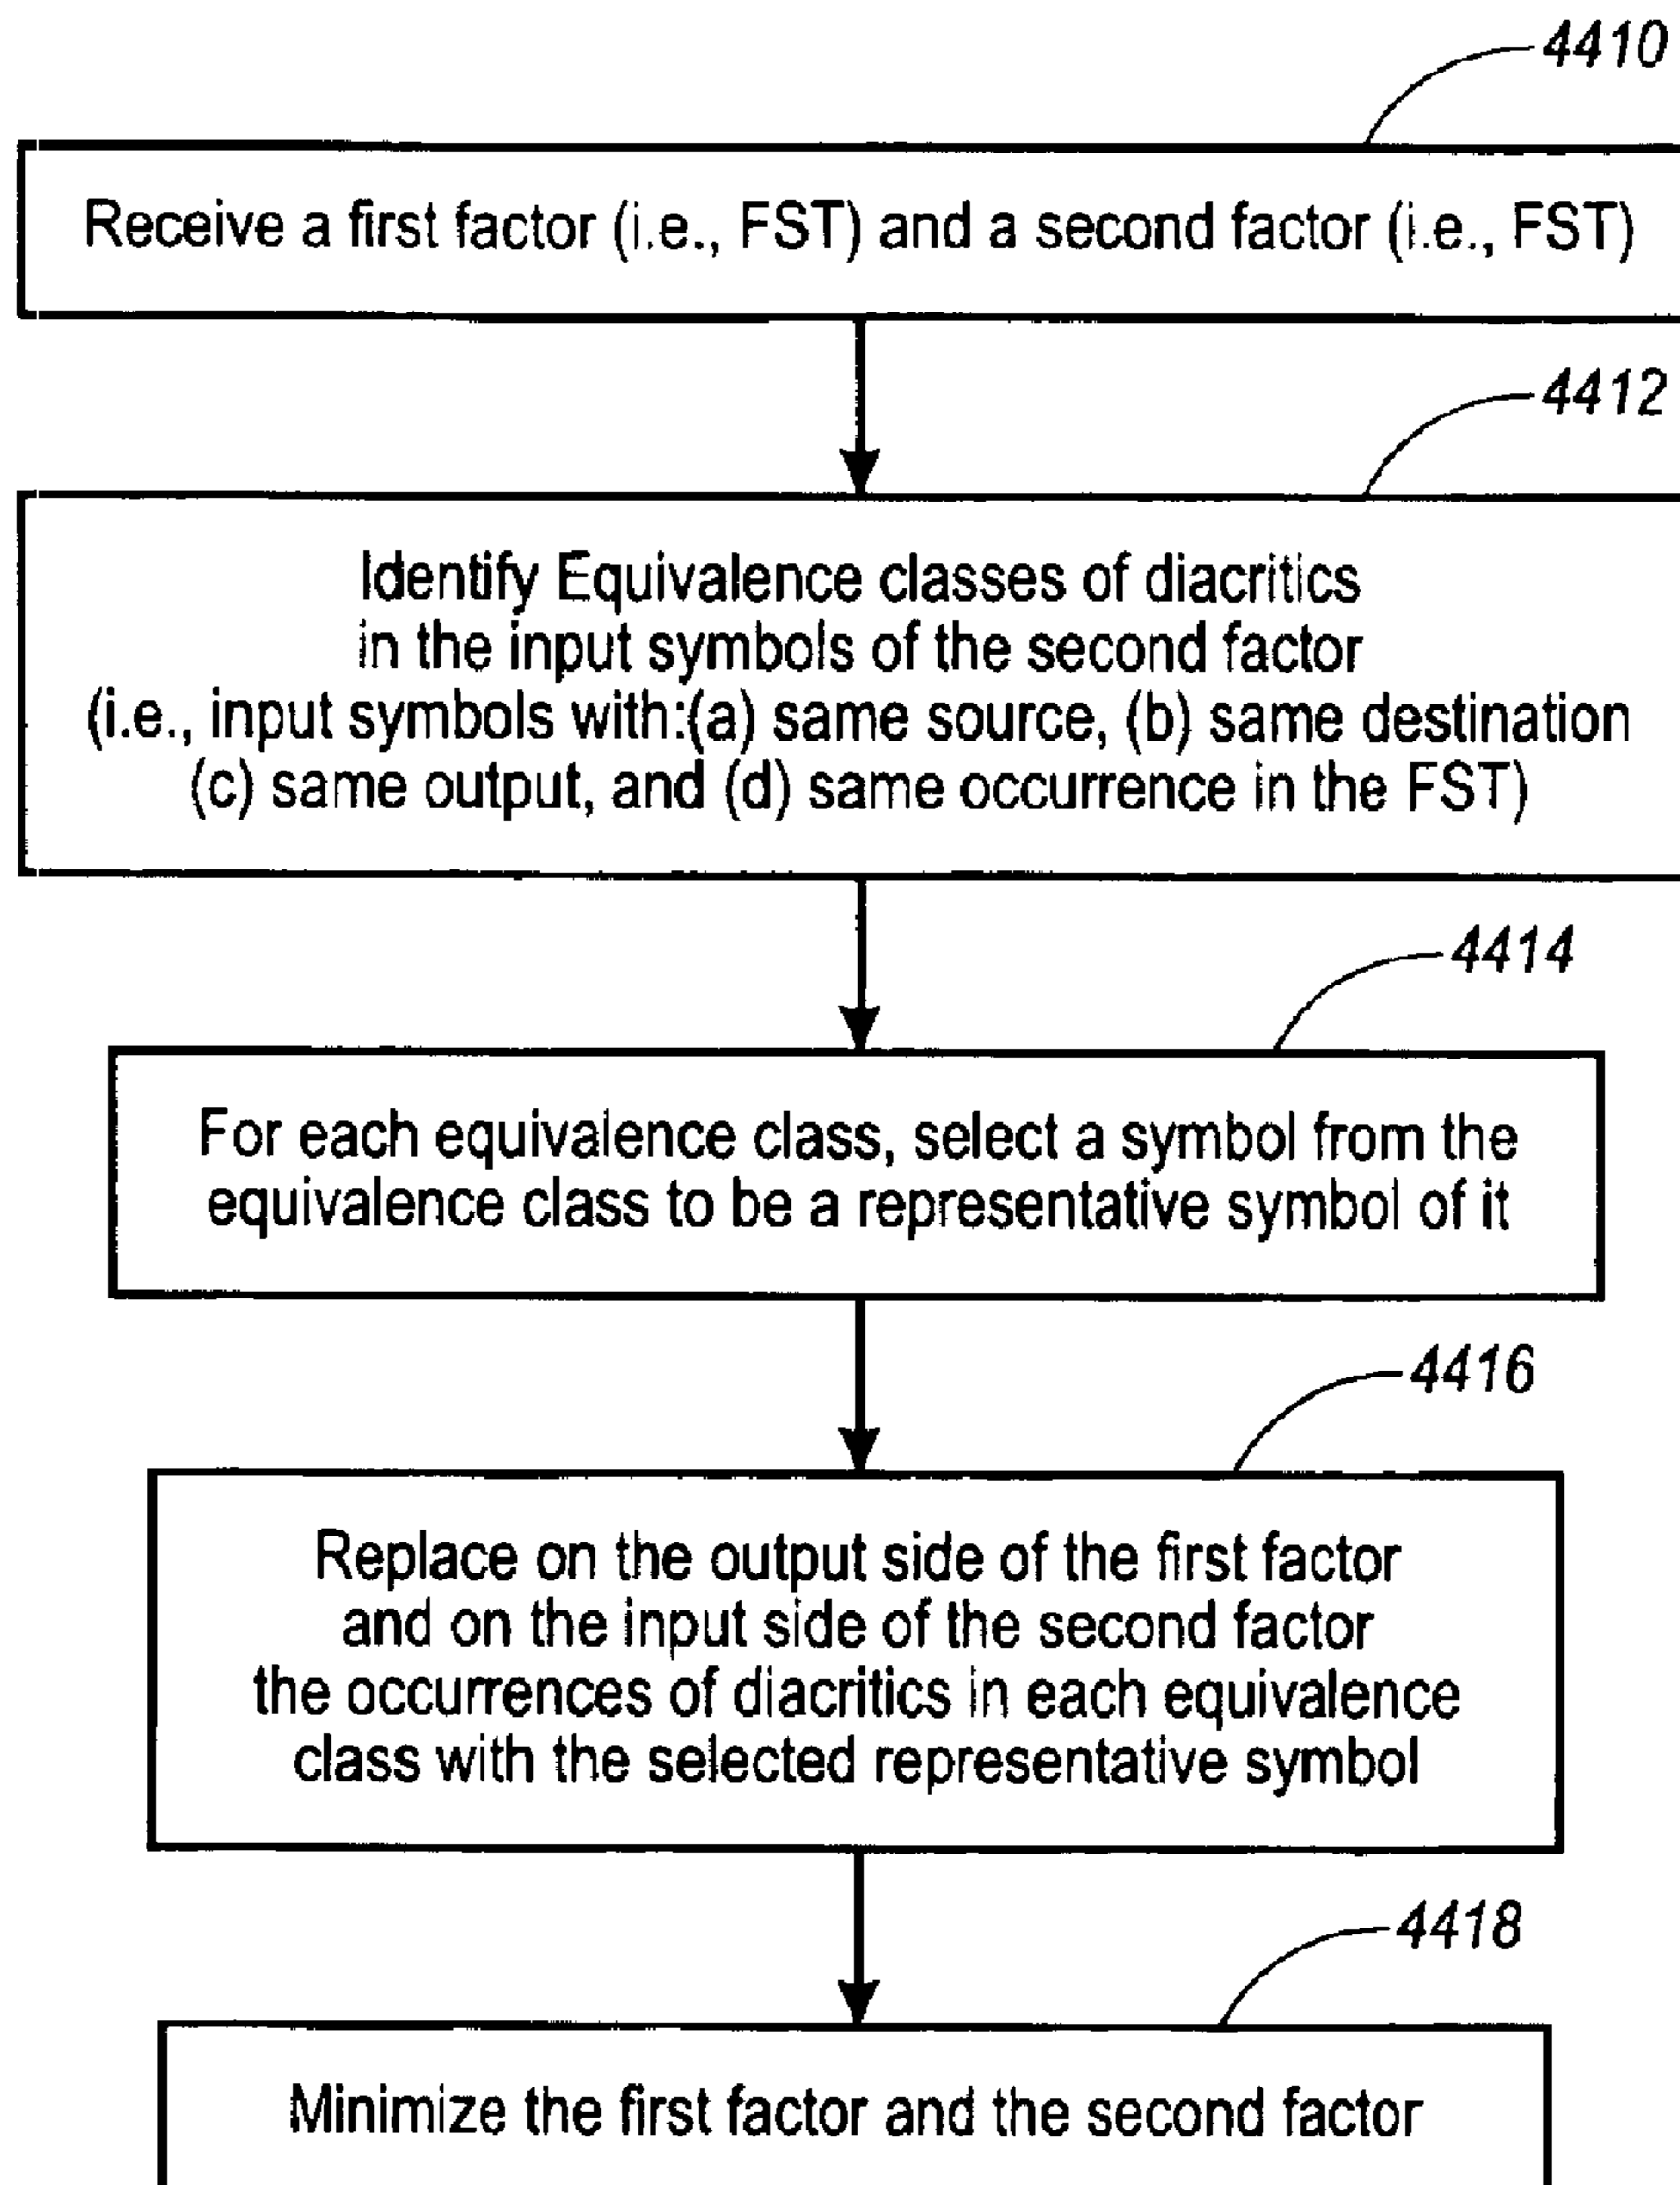 4410
Receive a first factor (i.e., FST) and a second factor (i.e., FST)
4412
Identify Equivalence classes of diacritics
in the input symbols of the second factor
(i.e., input symbols with:(a) same source, (b) same destination
(c) same output, and (d) same occurrence in the FST)
4414
For each equivalence class, select a symbol from the
equivalence class to be a representative symbol of it
4416
Replace on the output side of the first factor
and on the input side of the second factor
the occurrences of diacritics in each equivalence
class with the selected representative symbol
4418
Minimize the first factor and the second factor